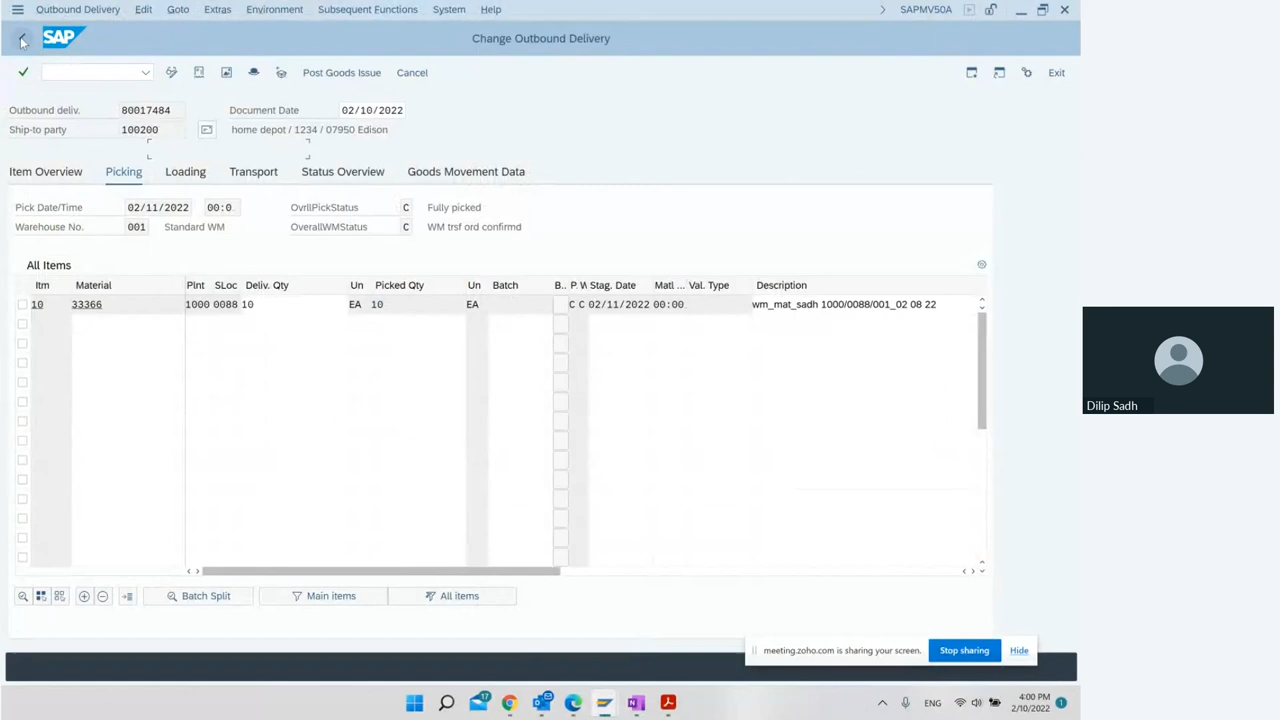 Outbound Delivery Edit Goto Extras Environment Subsequent Functions System Help SAPMV50A
SAP Change Outbound Delivery
Post Goods Issue Cancel Exit
Outbound deliv. 80017484 Document Date 02/10/2022
Ship-to party 100200 home depot / 1234 / 07950 Edison
Item Overview Picking Loading Transport Status Overview Goods Movement Data
Pick Date/Time 02/11/2022 00:0 OvrllPickStatus C Fully picked
Warehouse No. 001 Standard WM OverallWMStatus C WM trsf ord confirmd
All Items
Itm Material Plnt SLoc Deliv. Qty Un Picked Qty Un Batch B.. P. W Stag. Date Matl ... Val. Type Description
10 33366 1000 0088 10 EA 10 EA C C 02/11/2022 00:00 wm_mat_sadh 1000/0088/001_02 08 22
Batch Split Main items All items
meeting.zoho.com is sharing your screen. Stop sharing Hide
Dilip Sadh
17 ENG 4:00 PM
2/10/2022 1